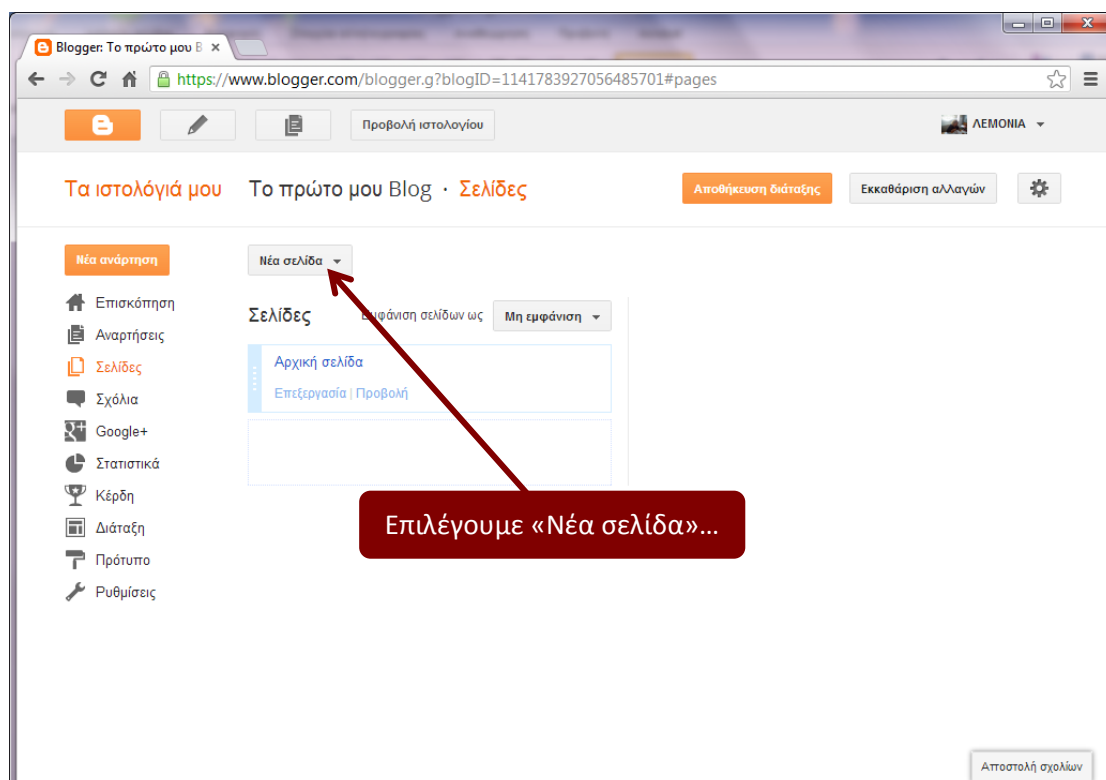 Blogger: Το πρώτο μου B
https://www.blogger.com/blogger.g?blogID=1141783927056485701#pages
Προβολή ιστολογίου
ΛΕΜΟΝΙΑ
Τα ιστολόγιά μου
Το πρώτο μου Blog · Σελίδες
Αποθήκευση διάταξης
Εκκαθάριση αλλαγών
Νέα ανάρτηση
Νέα σελίδα
Επισκόπηση
Αναρτήσεις
Σελίδες
Σχόλια
Google+
Στατιστικά
Κέρδη
Διάταξη
Πρότυπο
Ρυθμίσεις
Σελίδες
Εμφάνιση σελίδων ως
Μη εμφάνιση
Αρχική σελίδα
Επεξεργασία | Προβολή
Επιλέγουμε «Νέα σελίδα»...
Αποστολή σχολίων